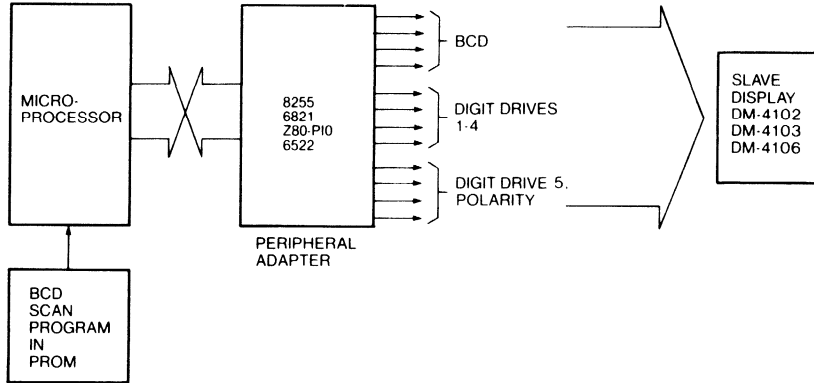 MICRO-
PROCESSOR
BCD
SCAN
PROGRAM
IN
PROM
8255
6821
Z80-PI0
6522
PERIPHERAL
ADAPTER
BCD
DIGIT DRIVES
1-4
DIGIT DRIVE 5.
POLARITY
SLAVE
DISPLAY
DM-4102
DM-4103
DM-4106